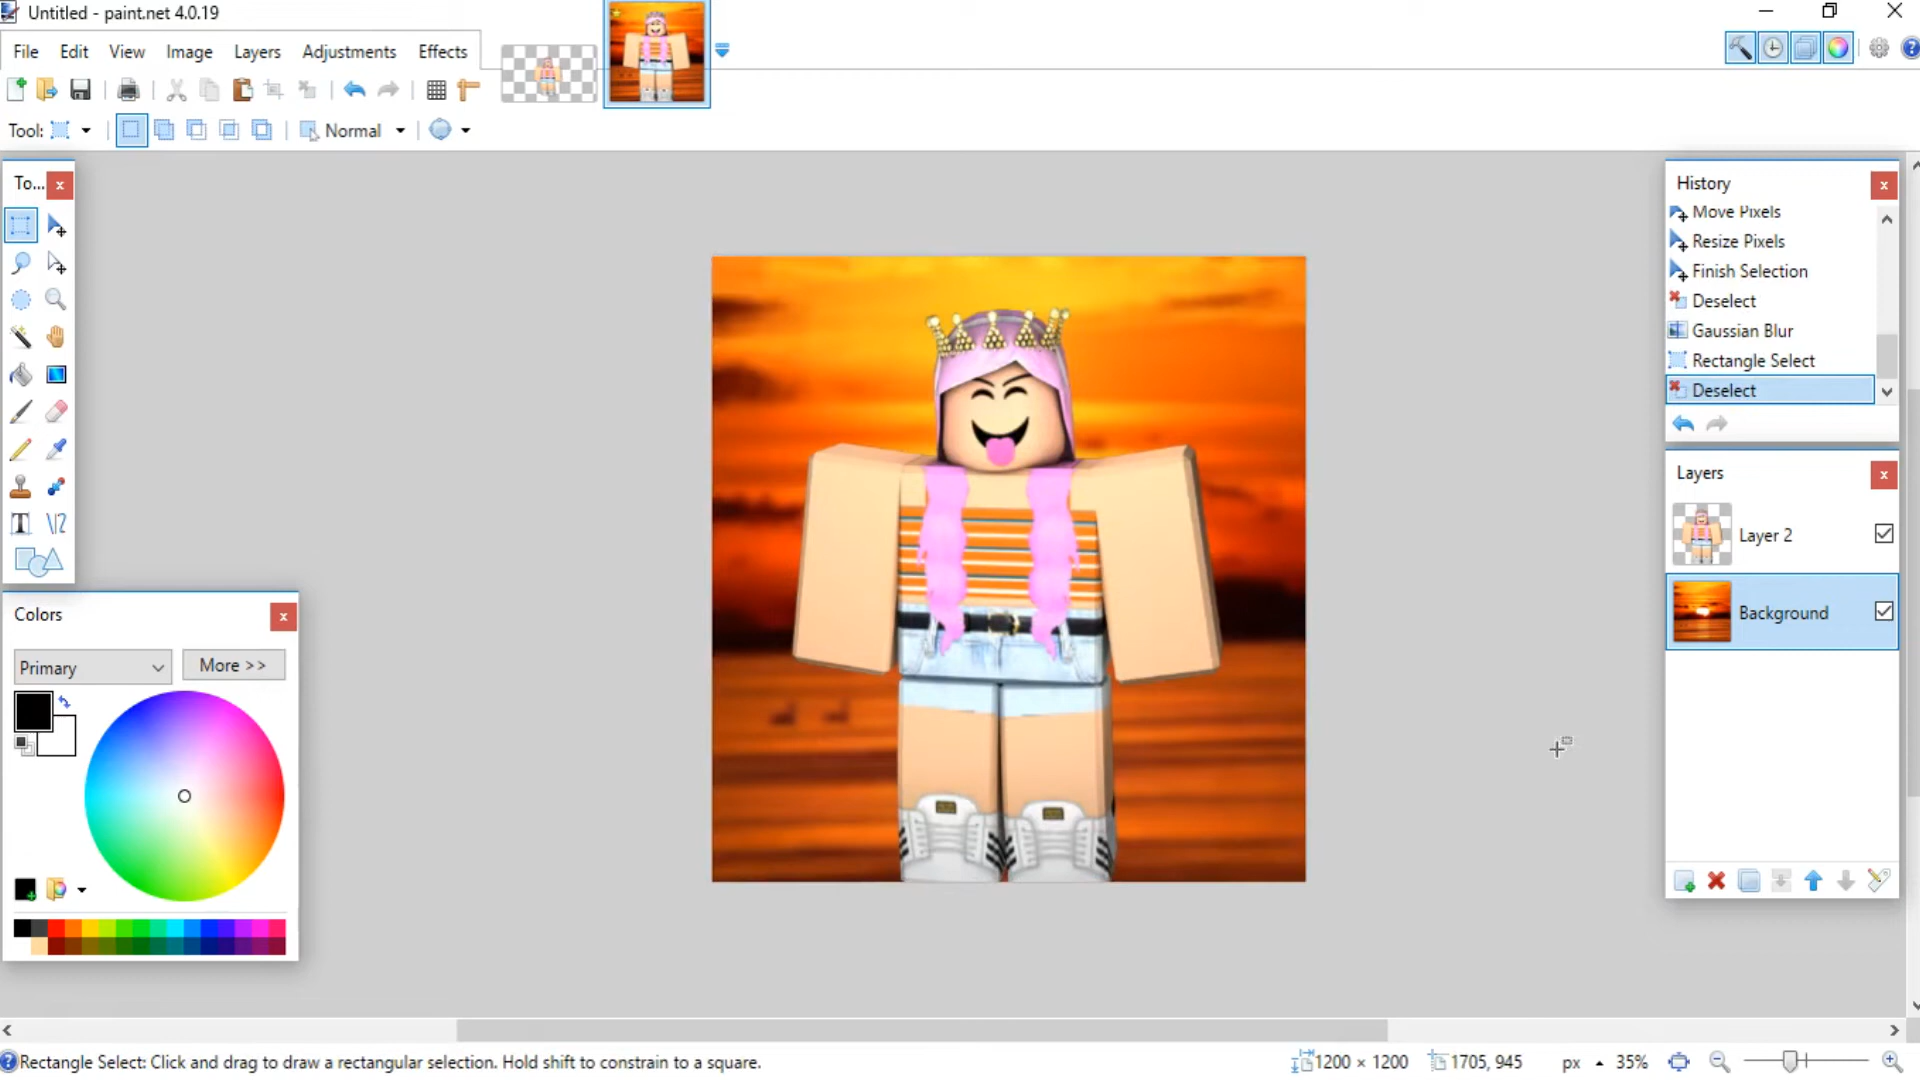 Untitled - paint.net 4.0.19
File Edit View Image Layers Adjustments Effects
Tool: Normal
To...
History
Move Pixels
Resize Pixels
Finish Selection
Deselect
Gaussian Blur
Rectangle Select
Deselect
Layers
Layer 2
Background
Colors
Primary More >>
Rectangle Select: Click and drag to draw a rectangular selection. Hold shift to constrain to a square. 1200 × 1200 1705, 945 px 35%